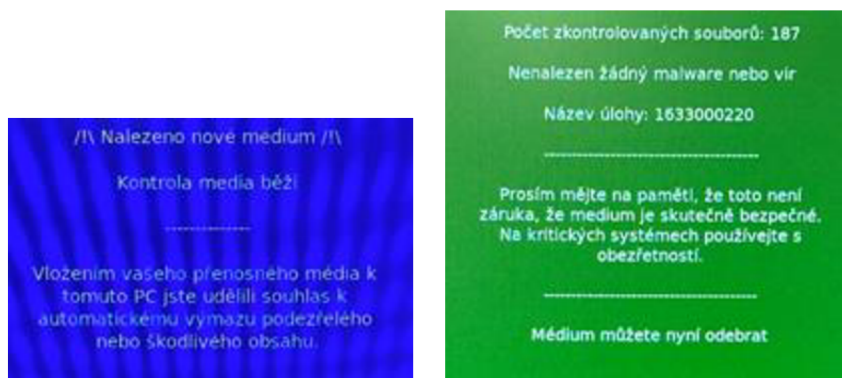 /!\ Nalezeno nové médium /!\
Kontrola media běží
--------------
Vložením vašeho přenosného média k
tomuto PC jste udělili souhlas k
automatickému výmazu podezřelého
nebo škodlivého obsahu.
Počet zkontrolovaných souborů: 187
Nenalezen žádný malware nebo vir
Název úlohy: 1633000220
-----------------------------------
Prosím mějte na paměti, že toto není
záruka, že medium je skutečně bezpečné.
Na kritických systémech používejte s
obezřetností.
-----------------------------------
Médium můžete nyní odebrat